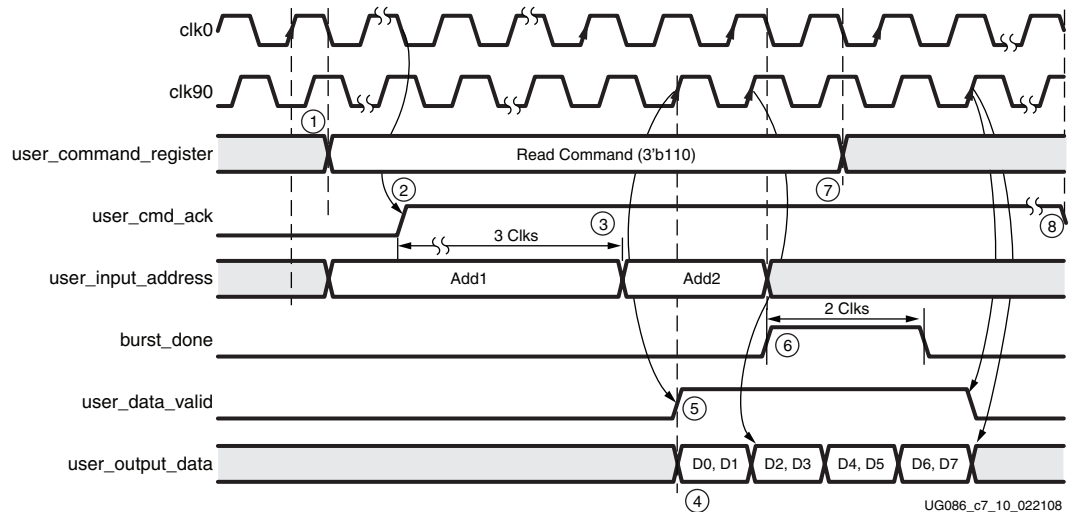 clk0
clk90
1
user_command_register
Read Command (3'b110)
2
7
user_cmd_ack
3
8
3 Clks
user_input_address
Add1
Add2
2 Clks
burst_done
6
user_data_valid
5
user_output_data
D0, D1
D2, D3
D4, D5
D6, D7
4
UG086_c7_10_022108